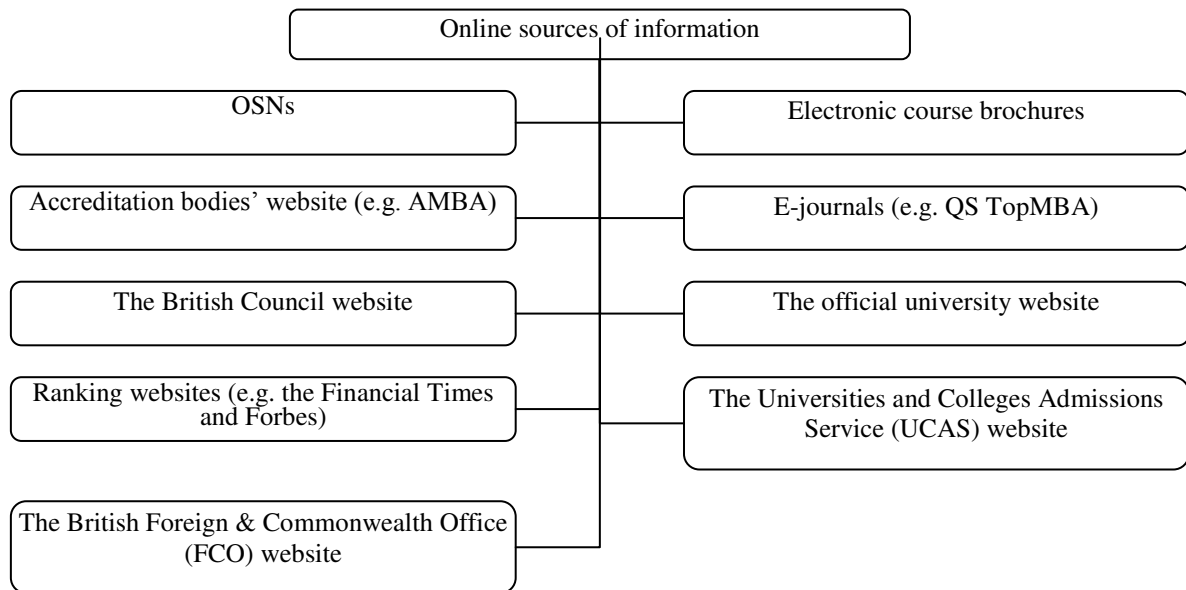 Online sources of information
OSNs
Electronic course brochures
Accreditation bodies’ website (e.g. AMBA)
E-journals (e.g. QS TopMBA)
The British Council website
The official university website
Ranking websites (e.g. the Financial Times
and Forbes)
The Universities and Colleges Admissions
Service (UCAS) website
The British Foreign & Commonwealth Office
(FCO) website